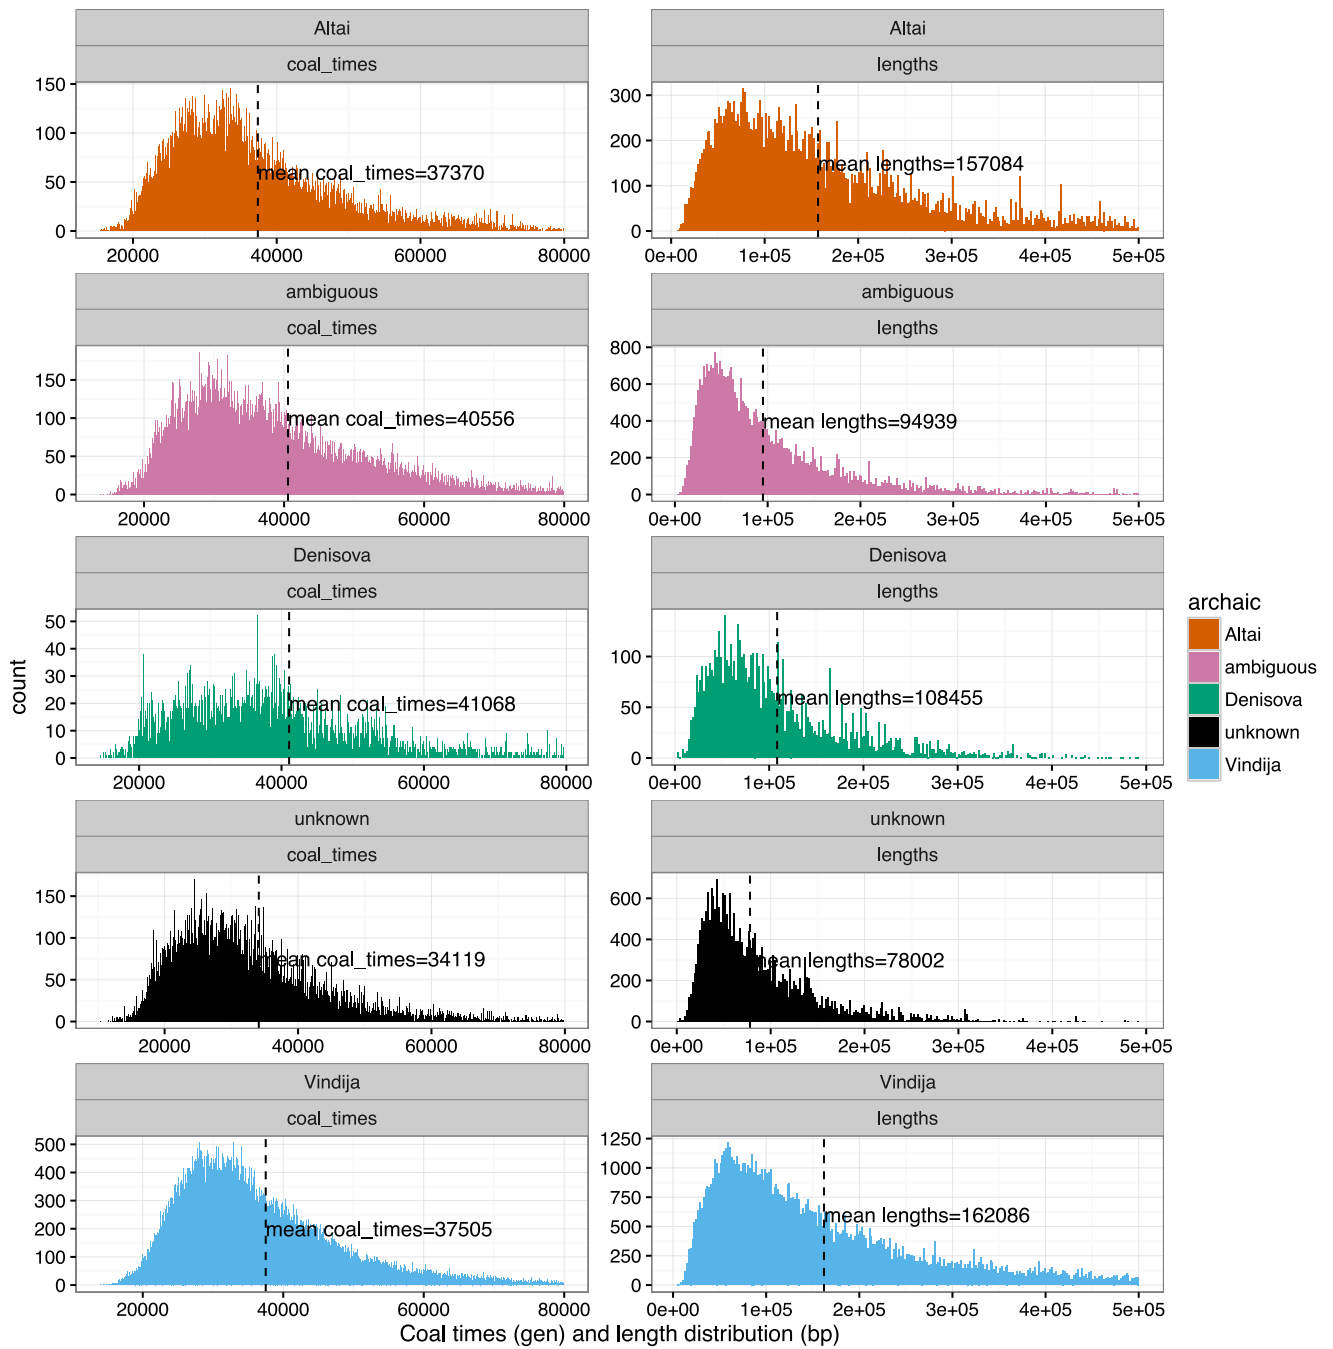 Altai
coal_times
150
100
50
0
mean coal_times=37370
20000 40000 60000 80000
Altai
lengths
300
200
100
0
mean lengths=157084
0e+00 1e+05 2e+05 3e+05 4e+05 5e+05
ambiguous
coal_times
150
100
50
0
mean coal_times=40556
20000 40000 60000 80000
ambiguous
lengths
800
600
400
200
0
mean lengths=94939
0e+00 1e+05 2e+05 3e+05 4e+05 5e+05
Denisova
coal_times
50
40
30
20
10
0
mean coal_times=41068
20000 40000 60000 80000
Denisova
lengths
100
50
0
mean lengths=108455
0e+00 1e+05 2e+05 3e+05 4e+05 5e+05
unknown
coal_times
150
100
50
0
mean coal_times=34119
20000 40000 60000 80000
unknown
lengths
600
400
200
0
mean lengths=78002
0e+00 1e+05 2e+05 3e+05 4e+05 5e+05
Vindija
coal_times
500
400
300
200
100
0
mean coal_times=37505
20000 40000 60000 80000
Vindija
lengths
1250
1000
750
500
250
0
mean lengths=162086
0e+00 1e+05 2e+05 3e+05 4e+05 5e+05
count
Coal times (gen) and length distribution (bp)
archaic
Altai
ambiguous
Denisova
unknown
Vindija